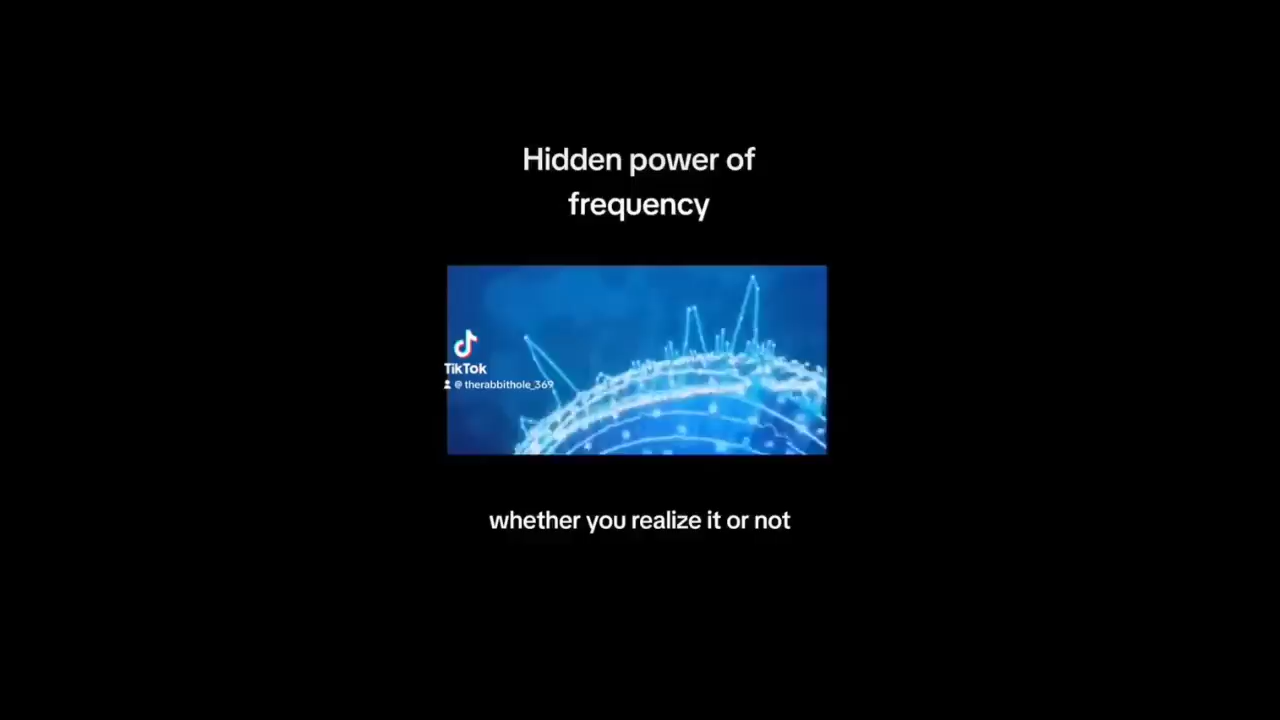 Hidden power of
frequency
TikTok
@therabbithole_369
whether you realize it or not